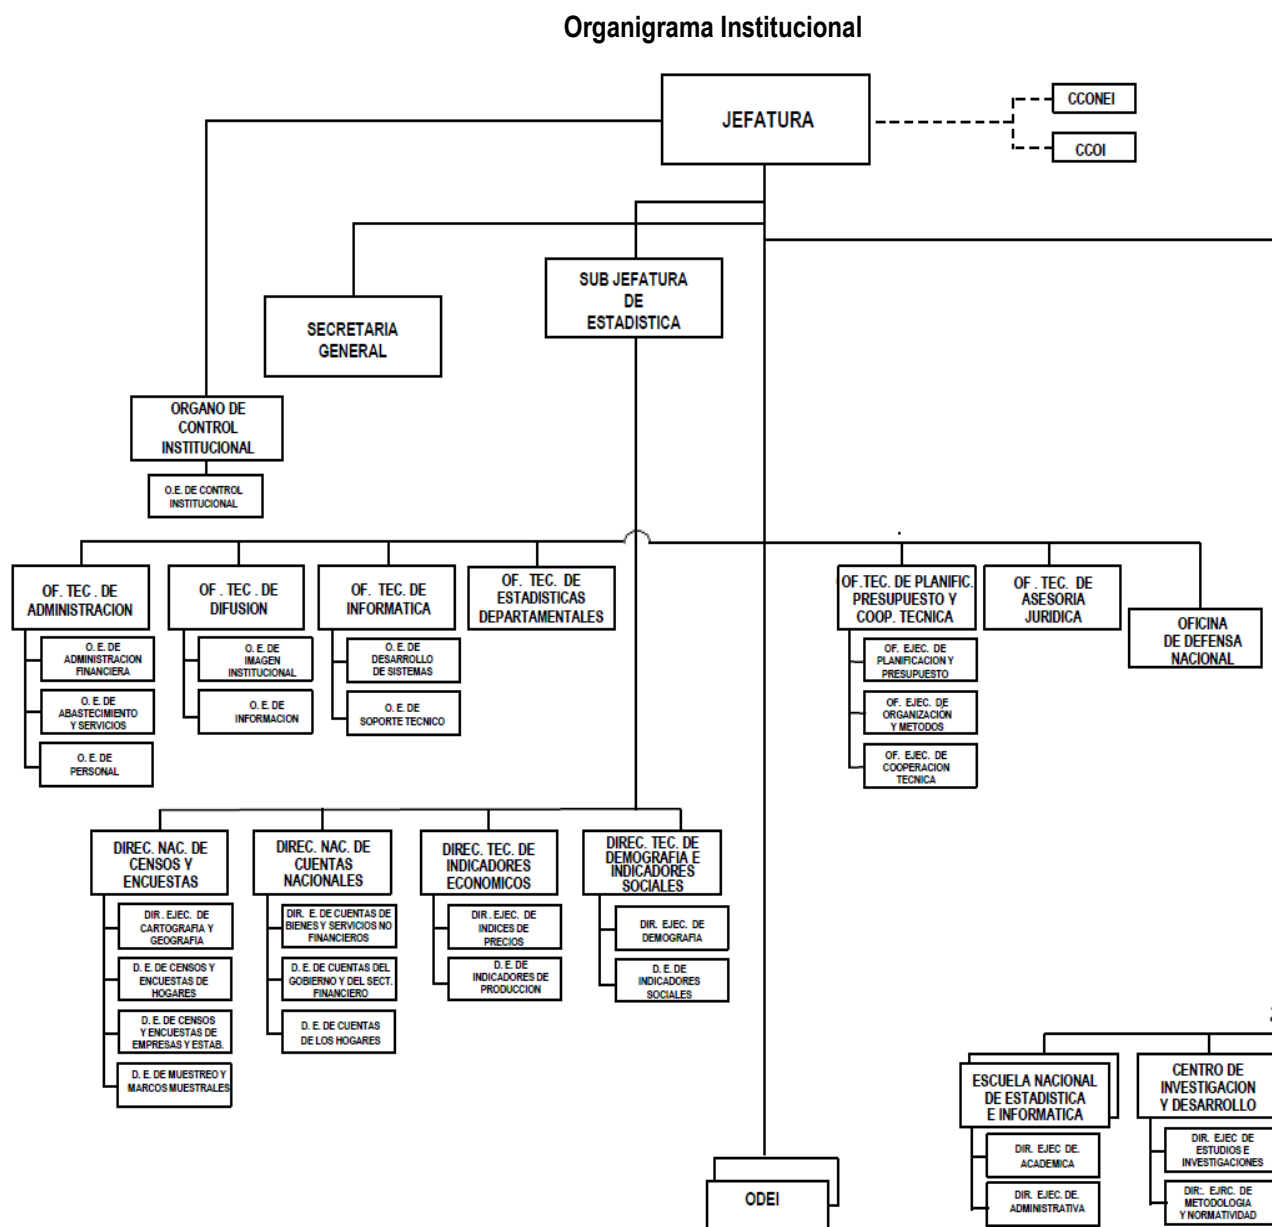 Organigrama Institucional
JEFATURA
CCONEI
CCOI
SUB JEFATURA
DE
ESTADISTICA
SECRETARIA
GENERAL
ORGANO DE
CONTROL
INSTITUCIONAL
O.E. DE CONTROL
INSTITUCIONAL
OF. TEC . DE
ADMINISTRACION
O. E. DE
ADMINISTRACION
FINANCIERA
O. E. DE
ABASTECIMIENTO
Y SERVICIOS
O. E. DE
PERSONAL
OF . TEC . DE
DIFUSION
O. E. DE
IMAGEN
INSTITUCIONAL
O. E. DE
INFORMACION
OF. TEC. DE
INFORMATICA
O. E. DE
DESARROLLO
DE SISTEMAS
O. E. DE
SOPORTE TECNICO
OF. TEC. DE
ESTADISTICAS
DEPARTAMENTALES
OF.TEC. DE PLANIFIC.
PRESUPUESTO Y
COOP. TECNICA
OF. EJEC. DE
PLANIFICACION Y
PRESUPUESTO
OF. EJEC. DE
ORGANIZACIÓN
Y METODOS
OF. EJEC. DE
COOPERACION
TECNICA
OF . TEC. DE
ASESORIA
JURIDICA
OFICINA
DE DEFENSA
NACIONAL
DIREC. NAC. DE
CENSOS Y
ENCUESTAS
DIR . EJEC. DE
CARTOGRAFIA Y
GEOGRAFIA
D. E. DE CENSOS Y
ENCUESTAS DE
HOGARES
D. E. DE CENSOS
Y ENCUESTAS DE
EMPRESAS Y ESTAB.
D. E. DE MUESTREO Y
MARCOS MUESTRALES
DIREC. NAC. DE
CUENTAS
NACIONALES
DIR. E. DE CUENTAS DE
BIENES Y SERVICIOS NO
FINANCIEROS
D. E. DE CUENTAS DEL
GOBIERNO Y DEL SECT.
FINANCIERO
D. E. DE CUENTAS
DE LOS HOGARES
DIREC. TEC. DE
INDICADORES
ECONOMICOS
DIR . EJEC. DE
INDICES DE
PRECIOS
D. E. DE
INDICADORES DE
PRODUCCION
DIREC. TEC. DE
DEMOGRAFIA E
INDICADORES
SOCIALES
DIR. EJEC. DE
DEMOGRAFIA
D. E. DE
INDICADORES
SOCIALES
ESCUELA NACIONAL
DE ESTADISTICA
E INFORMATICA
DIR. EJEC DE.
ACADEMICA
DIR. EJEC. DE.
ADMINISTRATIVA
CENTRO DE
INVESTIGACION
Y DESARROLLO
DIR. EJEC DE
ESTUDIOS E
INVESTIGACIONES
DIR:. EJRC. DE
METODOLOGIA
Y NORMATIVIDAD
ODEI